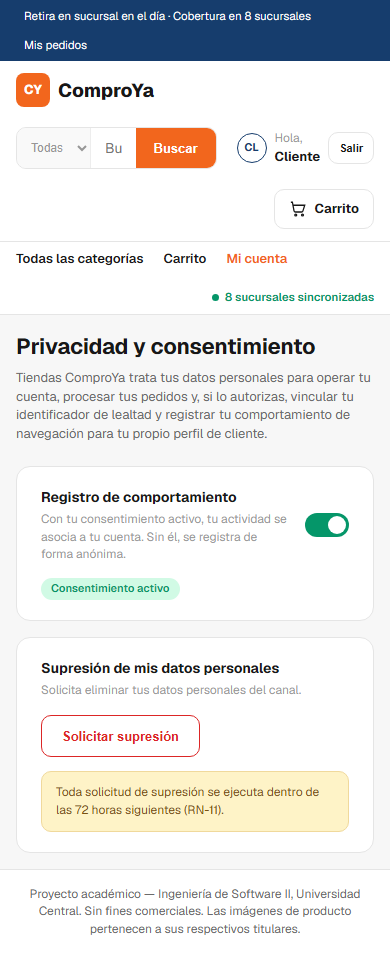 Retira en sucursal en el día · Cobertura en 8 sucursales
Mis pedidos
CY ComproYa
Todas Bu Buscar
CL Hola, Cliente Salir
Carrito
Todas las categorías Carrito Mi cuenta
8 sucursales sincronizadas
Privacidad y consentimiento
Tiendas ComproYa trata tus datos personales para operar tu
cuenta, procesar tus pedidos y, si lo autorizas, vincular tu
identificador de lealtad y registrar tu comportamiento de
navegación para tu propio perfil de cliente.
Registro de comportamiento
Con tu consentimiento activo, tu actividad se
asocia a tu cuenta. Sin él, se registra de
forma anónima.
Consentimiento activo
Supresión de mis datos personales
Solicita eliminar tus datos personales del canal.
Solicitar supresión
Toda solicitud de supresión se ejecuta dentro de
las 72 horas siguientes (RN-11).
Proyecto académico — Ingeniería de Software II, Universidad
Central. Sin fines comerciales. Las imágenes de producto
pertenecen a sus respectivos titulares.